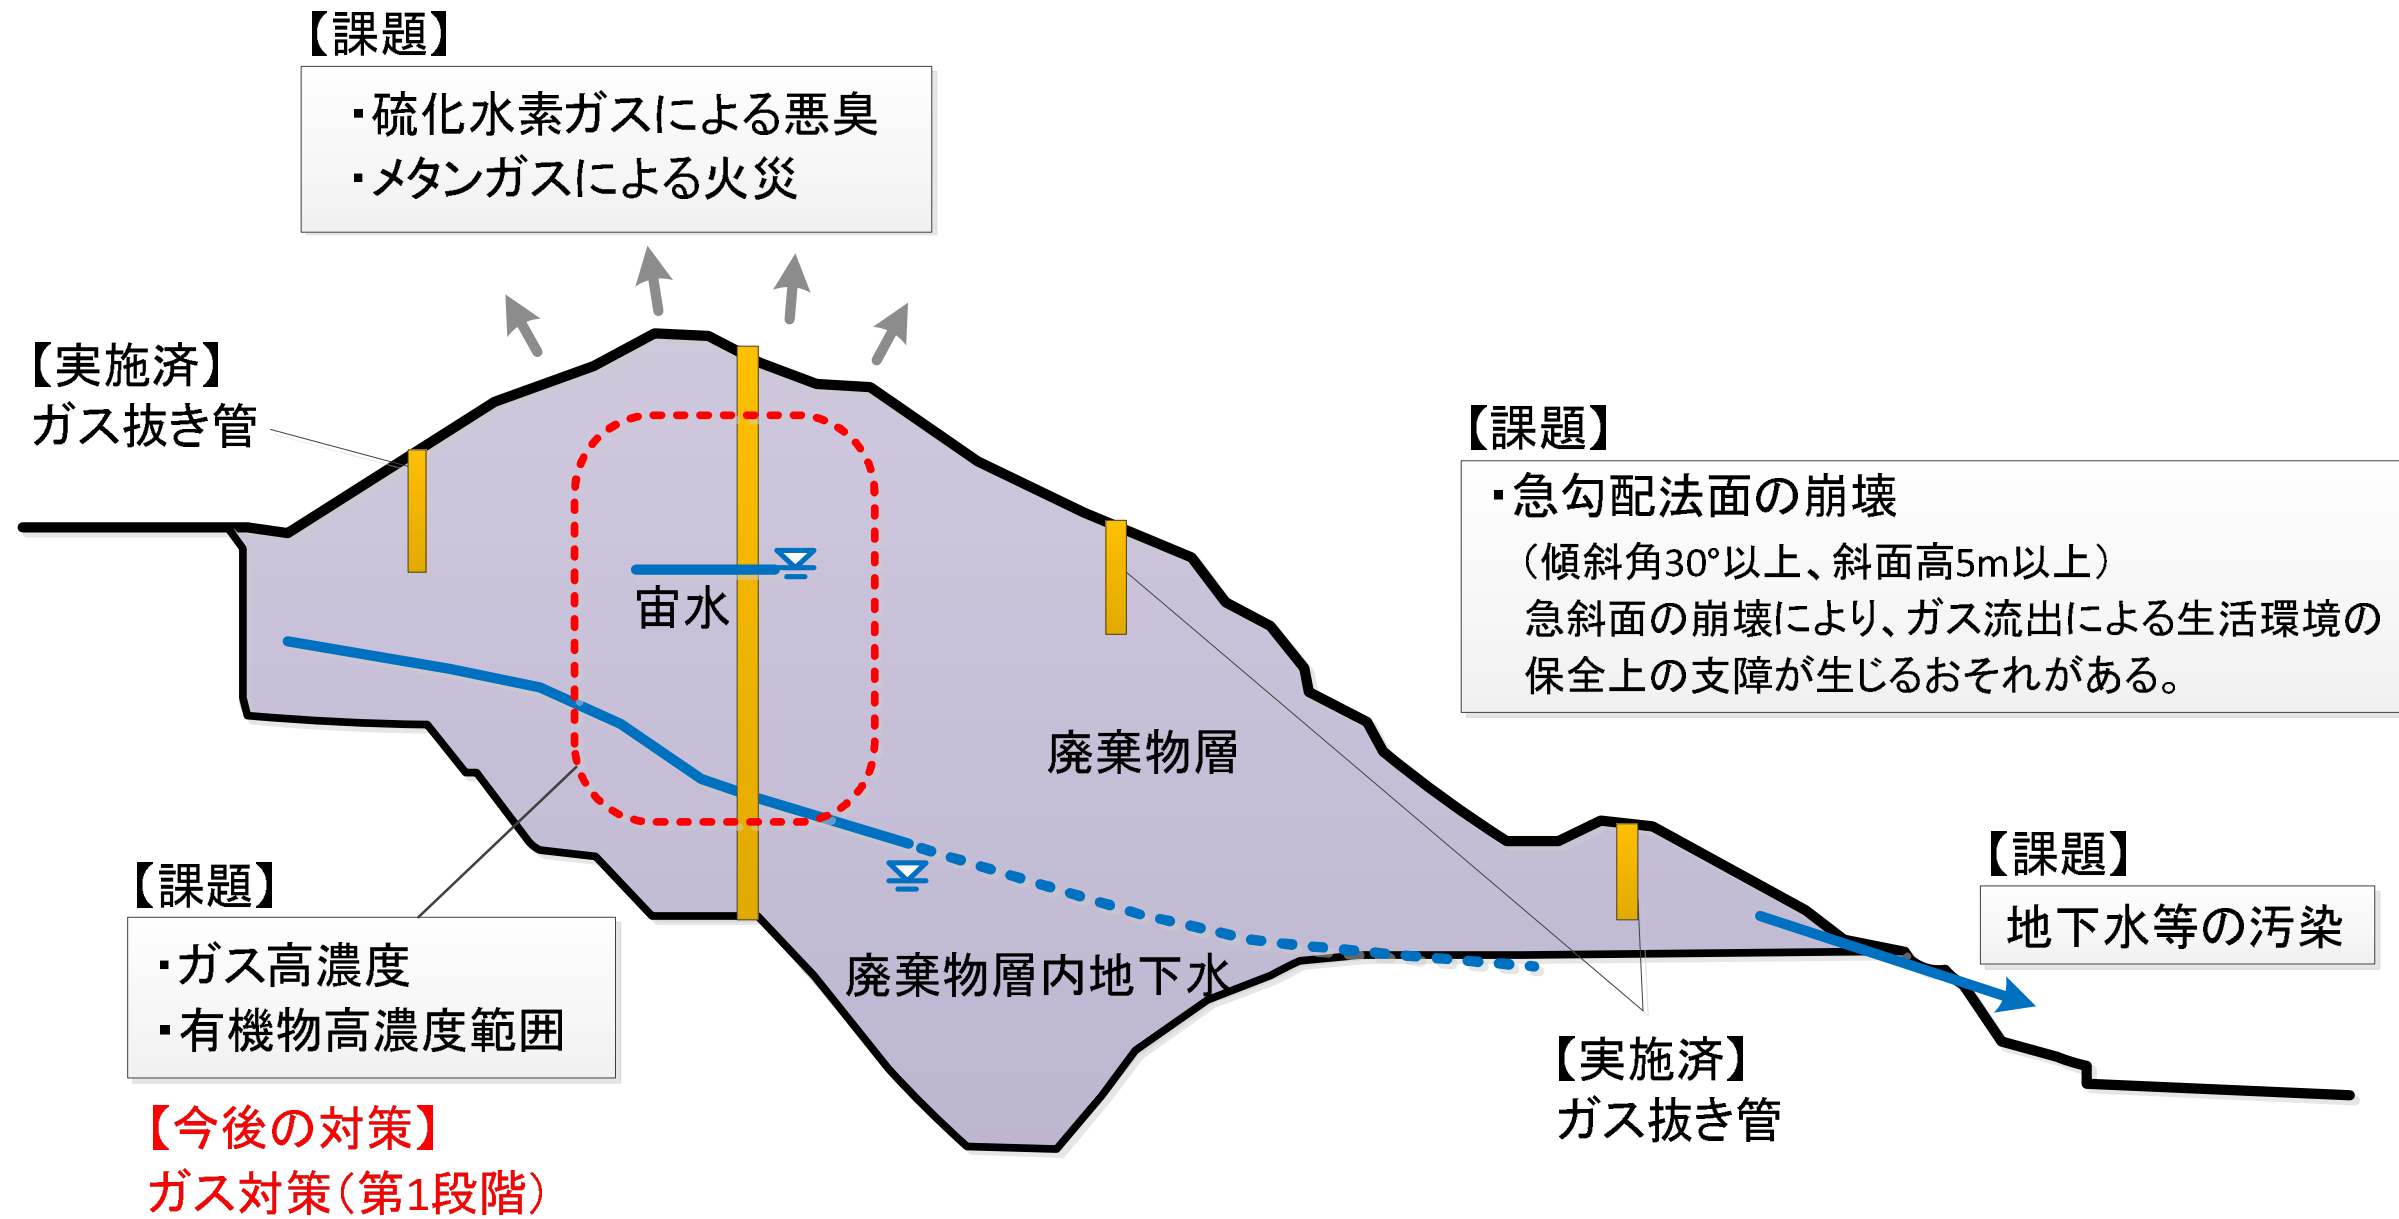 【課題】
・硫化水素ガスによる悪臭
・メタンガスによる火災
【実施済】
ガス抜き管
【課題】
・急勾配法面の崩壊
（傾斜角30°以上、斜面高5m以上）
急斜面の崩壊により、ガス流出による生活環境の
保全上の支障が生じるおそれがある。
宙水
廃棄物層
【課題】
地下水等の汚染
【課題】
・ガス高濃度
・有機物高濃度範囲
廃棄物層内地下水
【実施済】
ガス抜き管
【今後の対策】
ガス対策（第1段階）